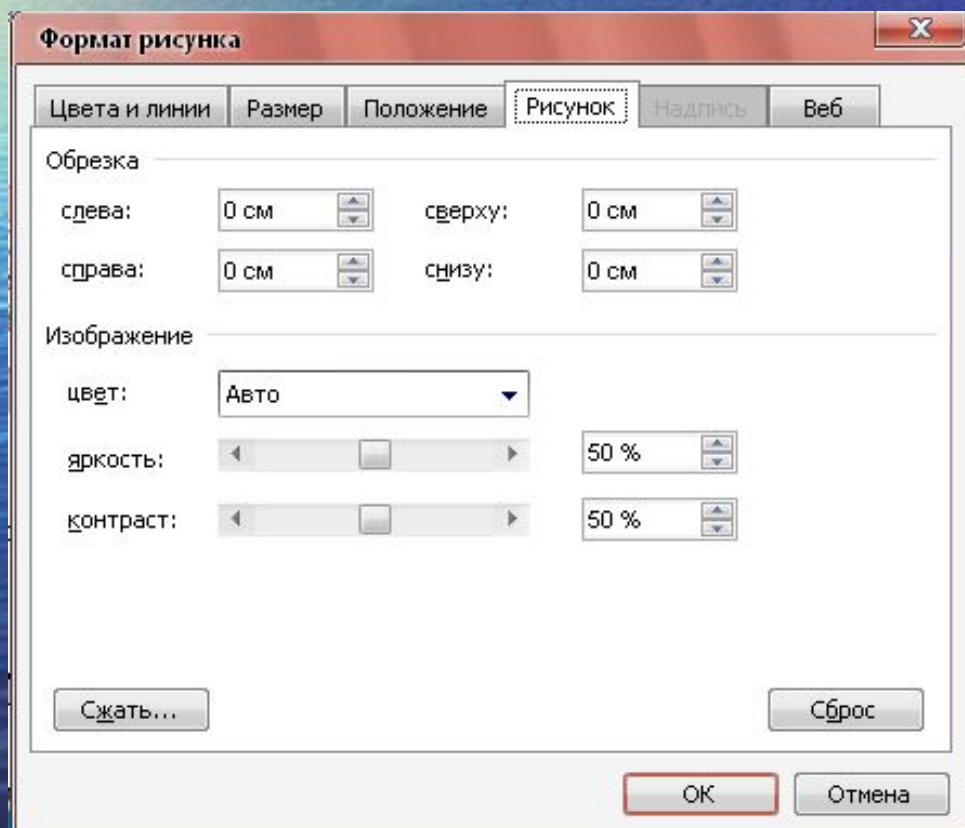 Формат рисунка
Цвета и линии Размер Положение Рисунок Надпись Веб
Обрезка
слева: 0 см сверху: 0 см
справа: 0 см снизу: 0 см
Изображение
цвет: Авто
яркость: 50 %
контраст: 50 %
Сжать... Сброс
ОК Отмена